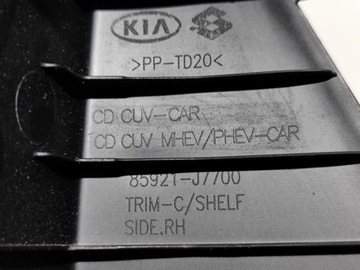 KIA
>PP-TD20<
CD CUV-CAR
CD CUV MHEV/PHEV-CAR
85921-J7700
TRIM-C/SHELF
SIDE,RH